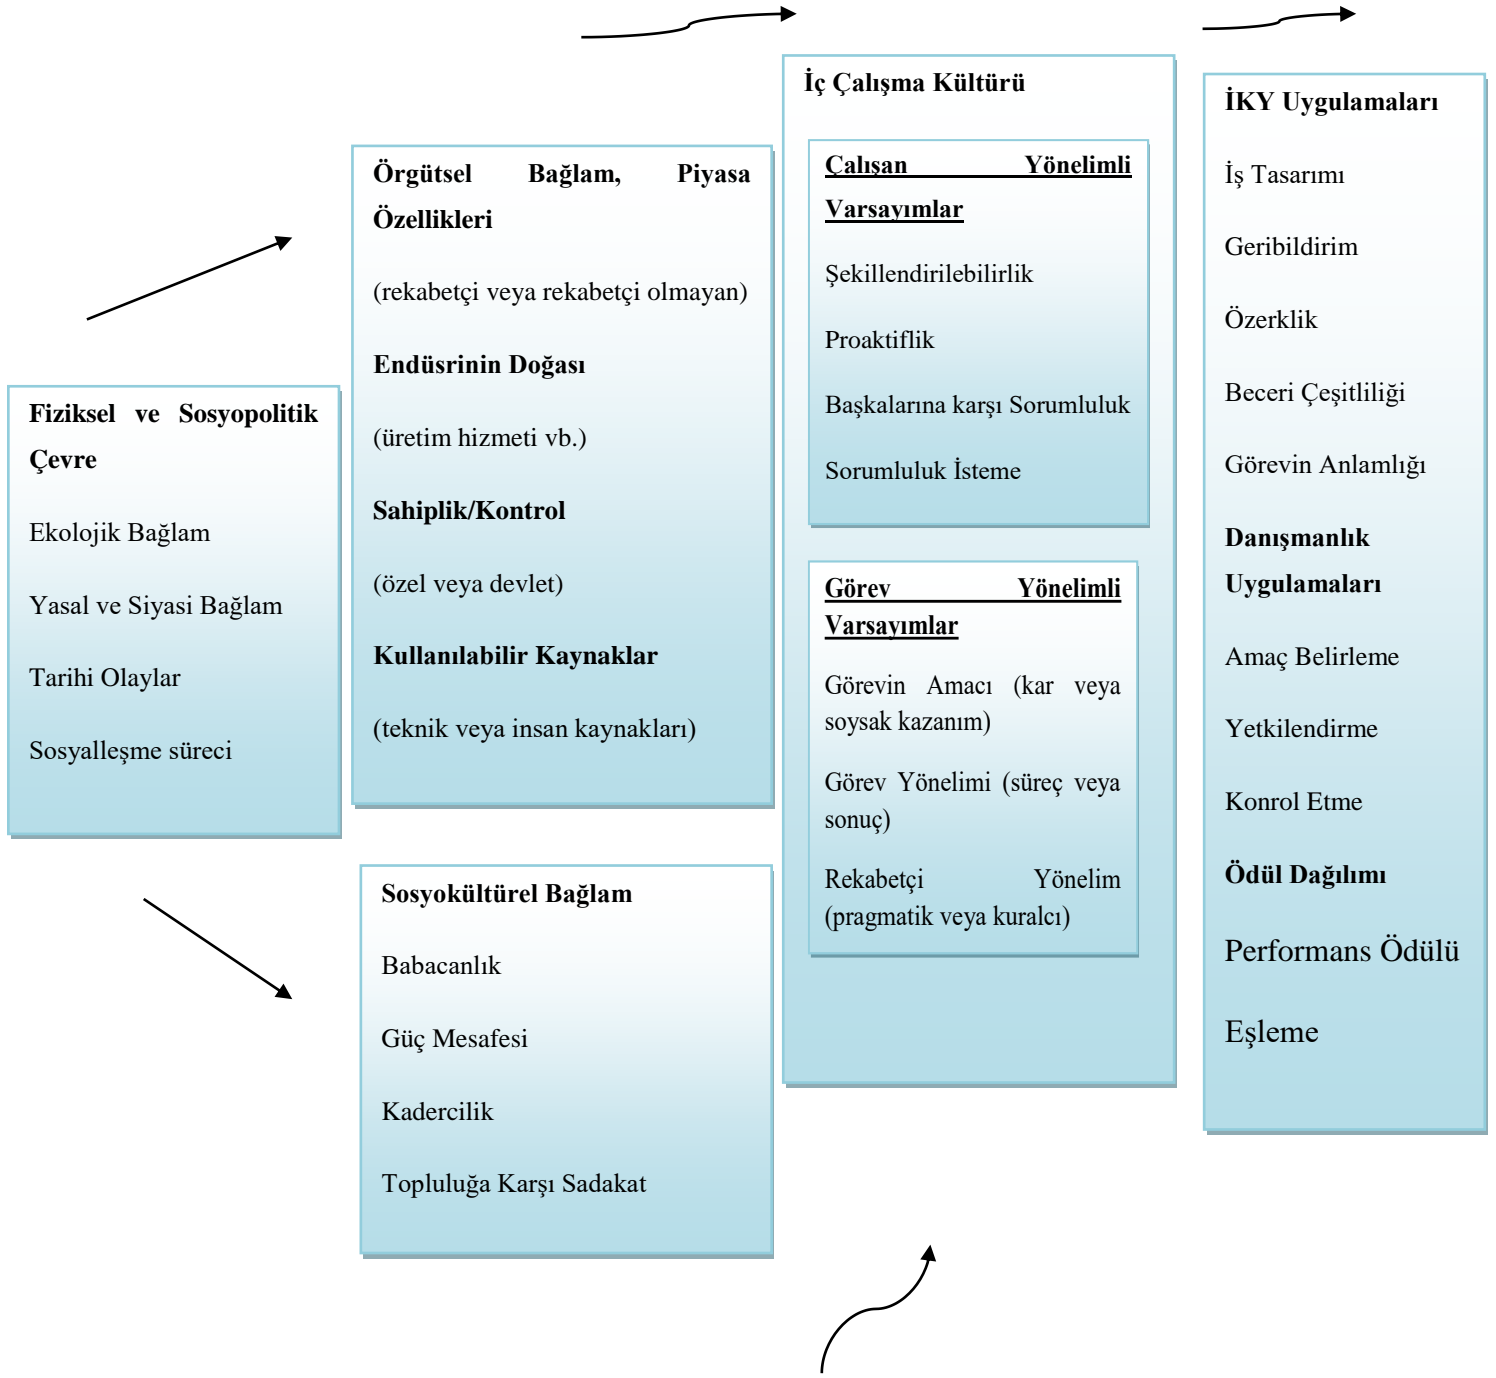 Fiziksel ve Sosyopolitik
Çevre
Ekolojik Bağlam
Yasal ve Siyasi Bağlam
Tarihi Olaylar
Sosyalleşme süreci
Örgütsel Bağlam, Piyasa
Özellikleri
(rekabetçi veya rekabetçi olmayan)
Endüsrinin Doğası
(üretim hizmeti vb.)
Sahiplik/Kontrol
(özel veya devlet)
Kullanılabilir Kaynaklar
(teknik veya insan kaynakları)
Sosyokültürel Bağlam
Babacanlık
Güç Mesafesi
Kadercilik
Topluluğa Karşı Sadakat
İç Çalışma Kültürü
Çalışan Yönelimli
Varsayımlar
Şekillendirilebilirlik
Proaktiflik
Başkalarına karşı Sorumluluk
Sorumluluk İsteme
Görev Yönelimli
Varsayımlar
Görevin Amacı (kar veya
soysak kazanım)
Görev Yönelimi (süreç veya
sonuç)
Rekabetçi Yönelim
(pragmatik veya kuralcı)
İKY Uygulamaları
İş Tasarımı
Geribildirim
Özerklik
Beceri Çeşitliliği
Görevin Anlamlığı
Danışmanlık
Uygulamaları
Amaç Belirleme
Yetkilendirme
Konrol Etme
Ödül Dağılımı
Performans Ödülü
Eşleme